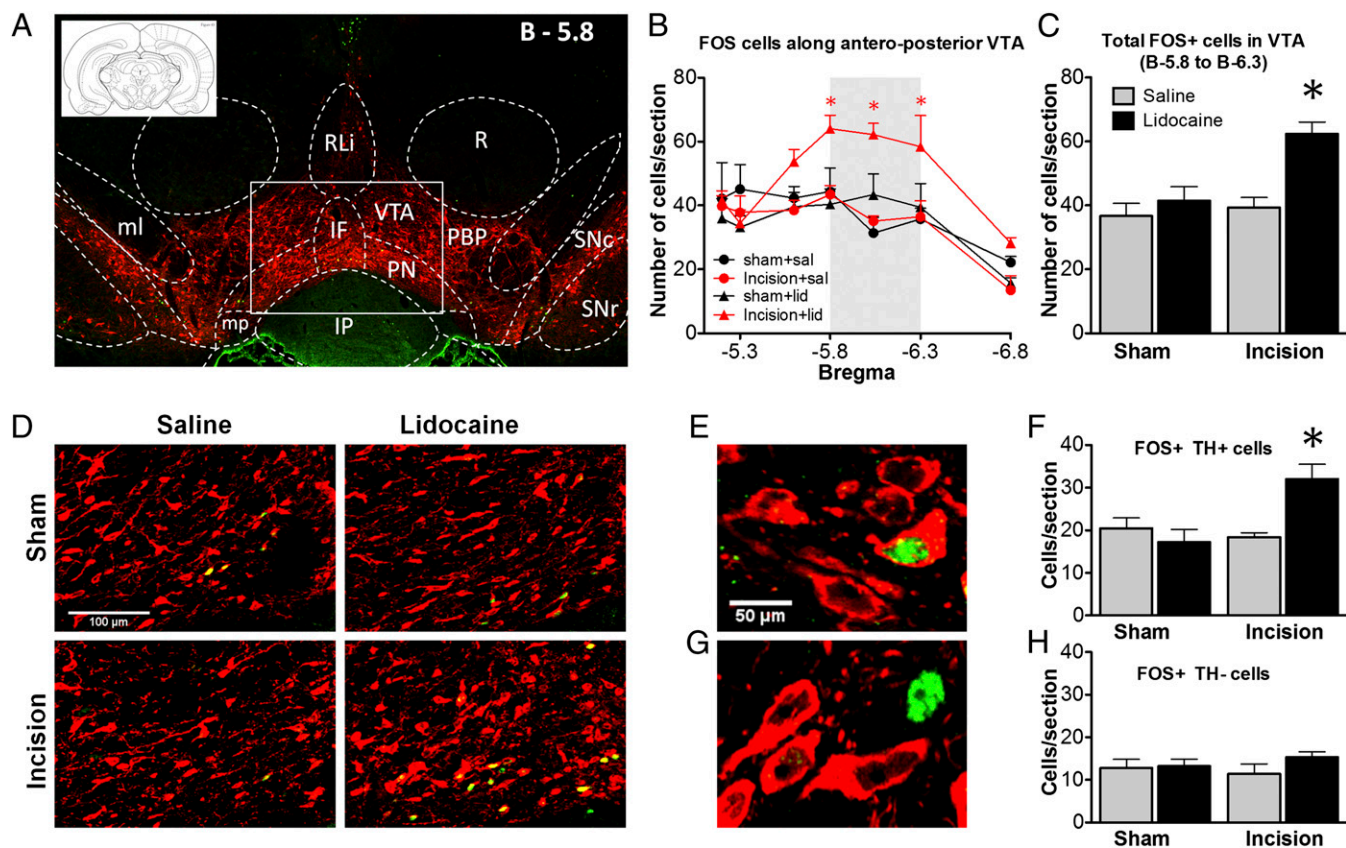 A
B - 5.8
RLi
R
ml
IF
VTA
PBP
PN
SNc
SNr
mp
IP
B
FOS cells along antero-posterior VTA
Number of cells/section
80
60
40
20
0
* * *
sham+sal
Incision+sal
sham+lid
Incision+lid
-5.3 -5.8 -6.3 -6.8
Bregma
C
Total FOS+ cells in VTA
(B-5.8 to B-6.3)
Number of cells/section
80
60
40
20
0
Saline
Lidocaine
*
Sham Incision
D
Saline Lidocaine
Sham
100 µm
Incision
E
50 µm
F
FOS+ TH+ cells
Cells/section
40
30
20
10
0
*
Sham Incision
G
H
FOS+ TH- cells
Cells/section
40
30
20
10
0
Sham Incision